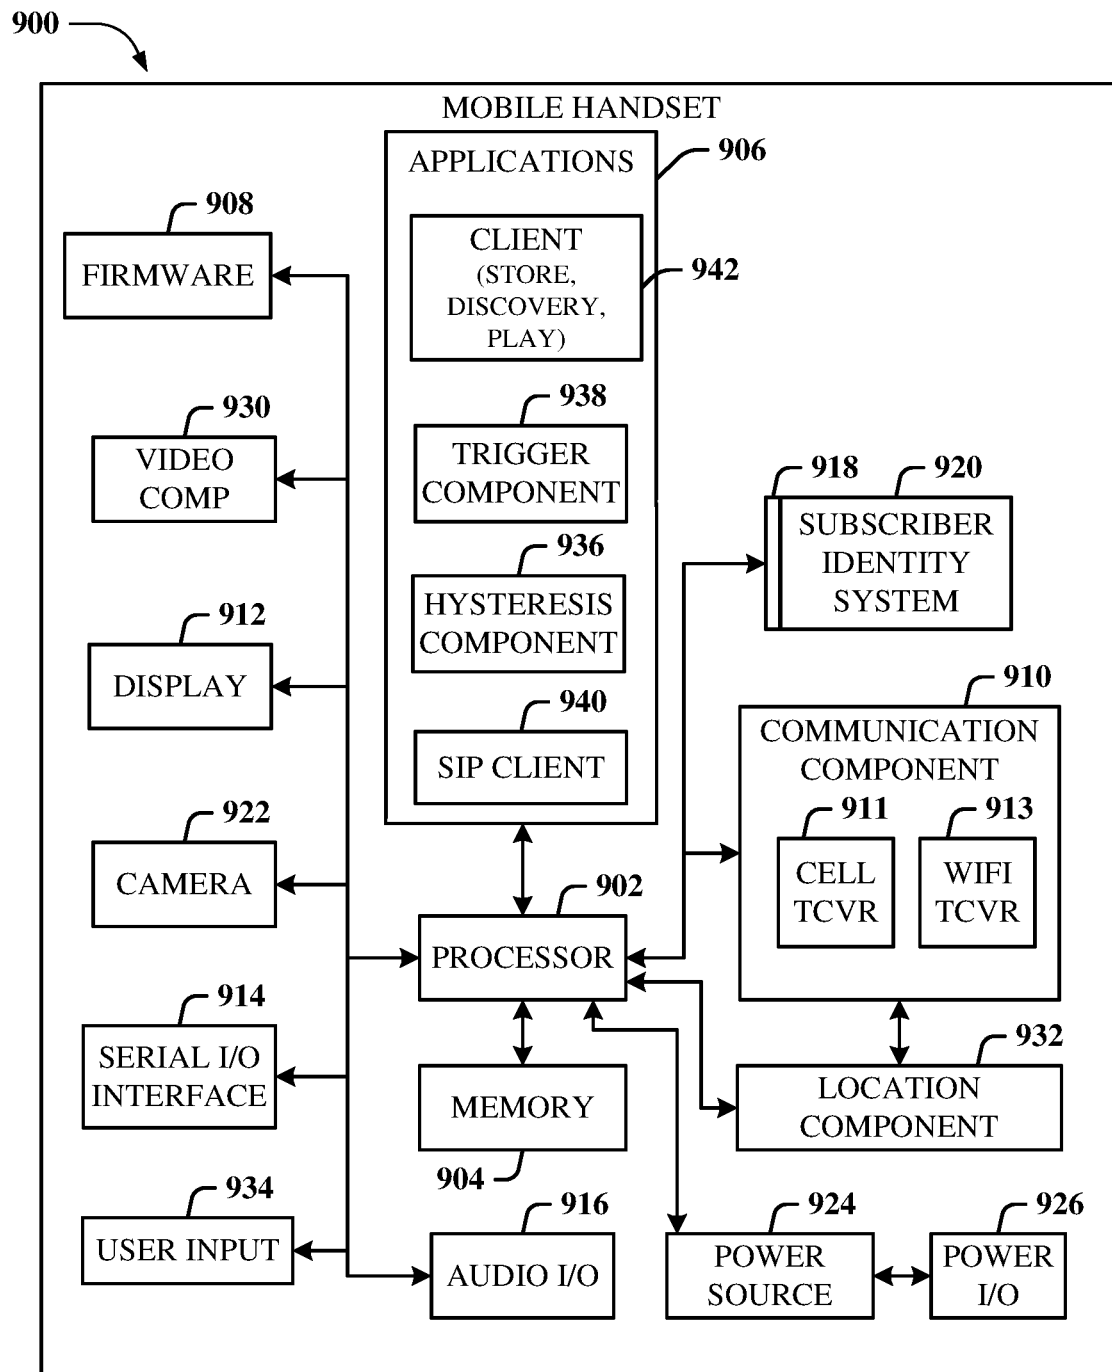 900
MOBILE HANDSET
APPLICATIONS
906
908
FIRMWARE
CLIENT
(STORE,
DISCOVERY,
PLAY)
942
930
VIDEO
COMP
938
TRIGGER
COMPONENT
918
920
SUBSCRIBER
IDENTITY
SYSTEM
936
HYSTERESIS
COMPONENT
912
DISPLAY
910
COMMUNICATION
COMPONENT
940
SIP CLIENT
911
CELL
TCVR
913
WIFI
TCVR
922
CAMERA
902
PROCESSOR
914
SERIAL I/O
INTERFACE
932
LOCATION
COMPONENT
MEMORY
904
934
USER INPUT
916
AUDIO I/O
924
POWER
SOURCE
926
POWER
I/O